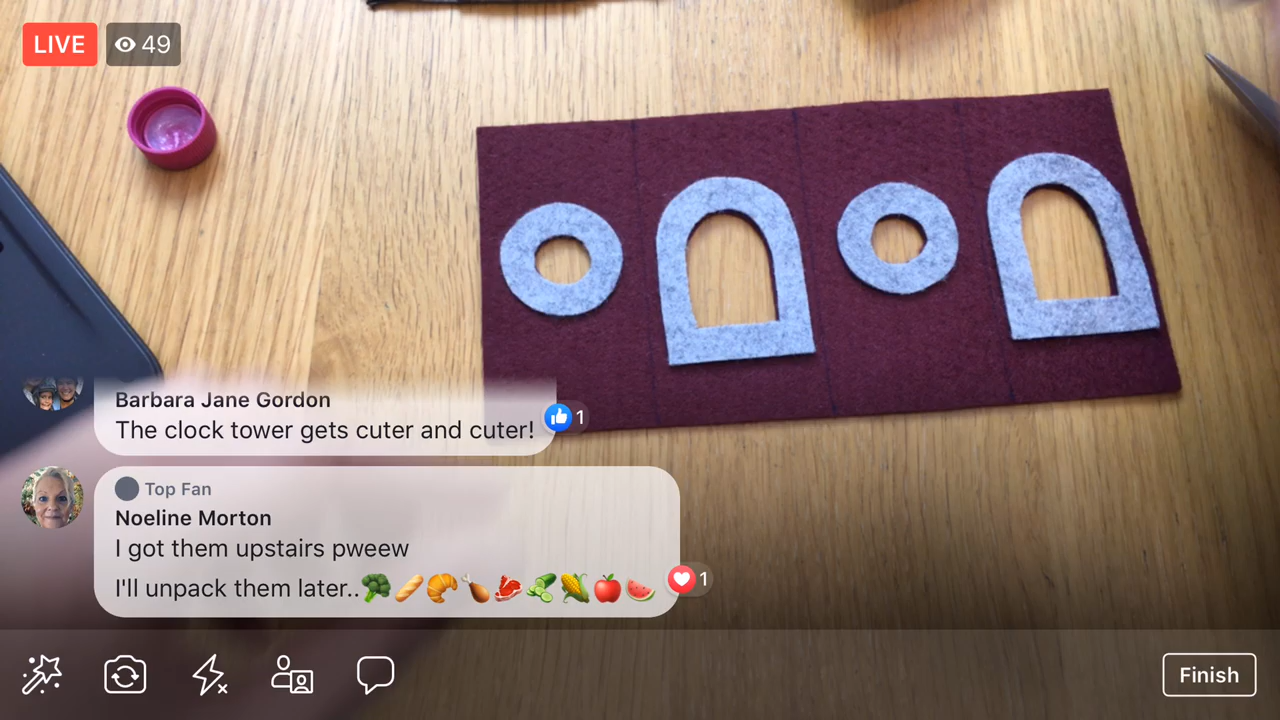 LIVE
49
Barbara Jane Gordon
The clock tower gets cuter and cuter!
1
Top Fan
Noeline Morton
I got them upstairs pweew
I'll unpack them later..🥦🥖🥐🍗🥩🥒🌽🍎🍉
1
Finish